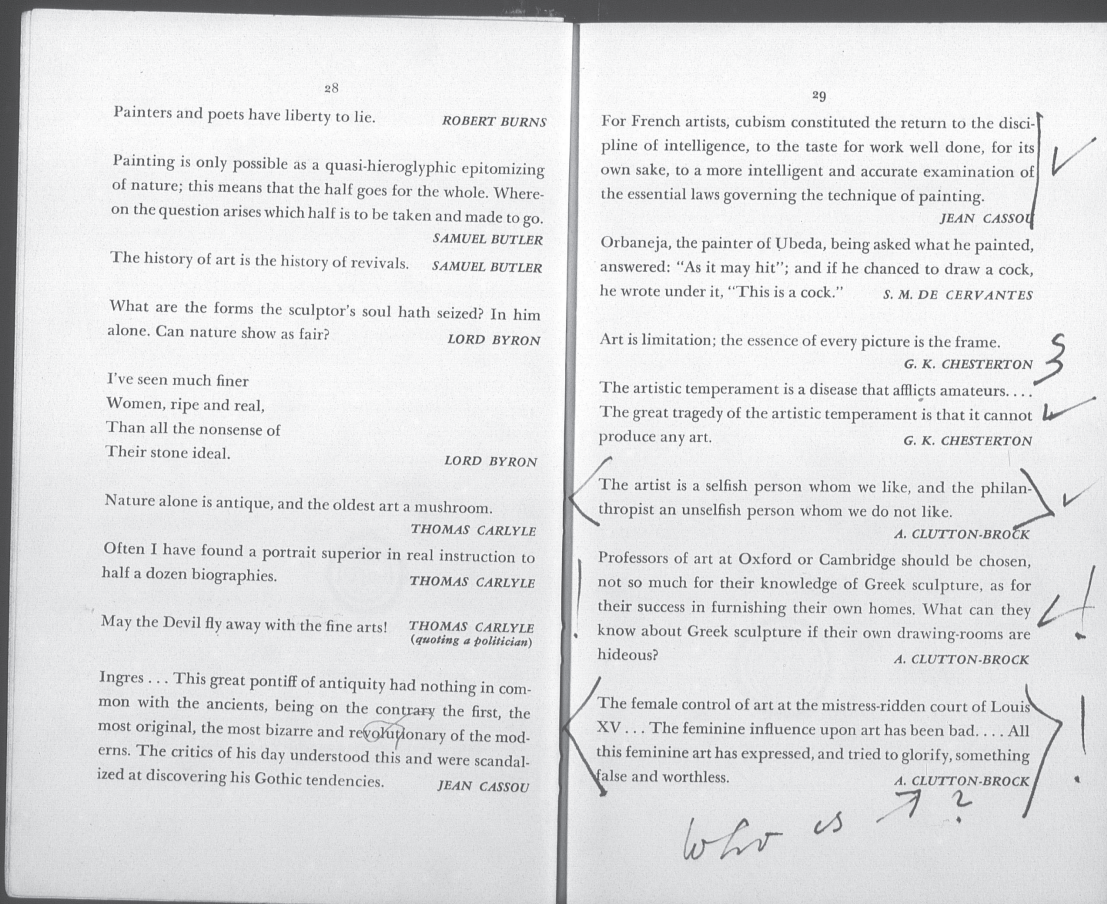 28
Painters and poets have liberty to lie. ROBERT BURNS
Painting is only possible as a quasi-hieroglyphic epitomizing
of nature; this means that the half goes for the whole. Where-
on the question arises which half is to be taken and made to go.
SAMUEL BUTLER
The history of art is the history of revivals. SAMUEL BUTLER
What are the forms the sculptor's soul hath seized? In him
alone. Can nature show as fair? LORD BYRON
I've seen much finer
Women, ripe and real,
Than all the nonsense of
Their stone ideal. LORD BYRON
Nature alone is antique, and the oldest art a mushroom.
THOMAS CARLYLE
Often I have found a portrait superior in real instruction to
half a dozen biographies. THOMAS CARLYLE
May the Devil fly away with the fine arts! THOMAS CARLYLE
(quoting a politician)
Ingres . . . This great pontiff of antiquity had nothing in com-
mon with the ancients, being on the contrary the first, the
most original, the most bizarre and revolutionary of the mod-
erns. The critics of his day understood this and were scandal-
ized at discovering his Gothic tendencies. JEAN CASSOU
29
For French artists, cubism constituted the return to the disci-
pline of intelligence, to the taste for work well done, for its
own sake, to a more intelligent and accurate examination of
the essential laws governing the technique of painting.
JEAN CASSOU
Orbaneja, the painter of Ubeda, being asked what he painted,
answered: "As it may hit"; and if he chanced to draw a cock,
he wrote under it, "This is a cock." S. M. DE CERVANTES
Art is limitation; the essence of every picture is the frame.
G. K. CHESTERTON
The artistic temperament is a disease that afflicts amateurs. . . .
The great tragedy of the artistic temperament is that it cannot
produce any art. G. K. CHESTERTON
The artist is a selfish person whom we like, and the philan-
thropist an unselfish person whom we do not like.
A. CLUTTON-BROCK
Professors of art at Oxford or Cambridge should be chosen,
not so much for their knowledge of Greek sculpture, as for
their success in furnishing their own homes. What can they
know about Greek sculpture if their own drawing-rooms are
hideous? A. CLUTTON-BROCK
The female control of art at the mistress-ridden court of Louis
XV . . . The feminine influence upon art has been bad. . . . All
this feminine art has expressed, and tried to glorify, something
false and worthless. A. CLUTTON-BROCK
who is ?